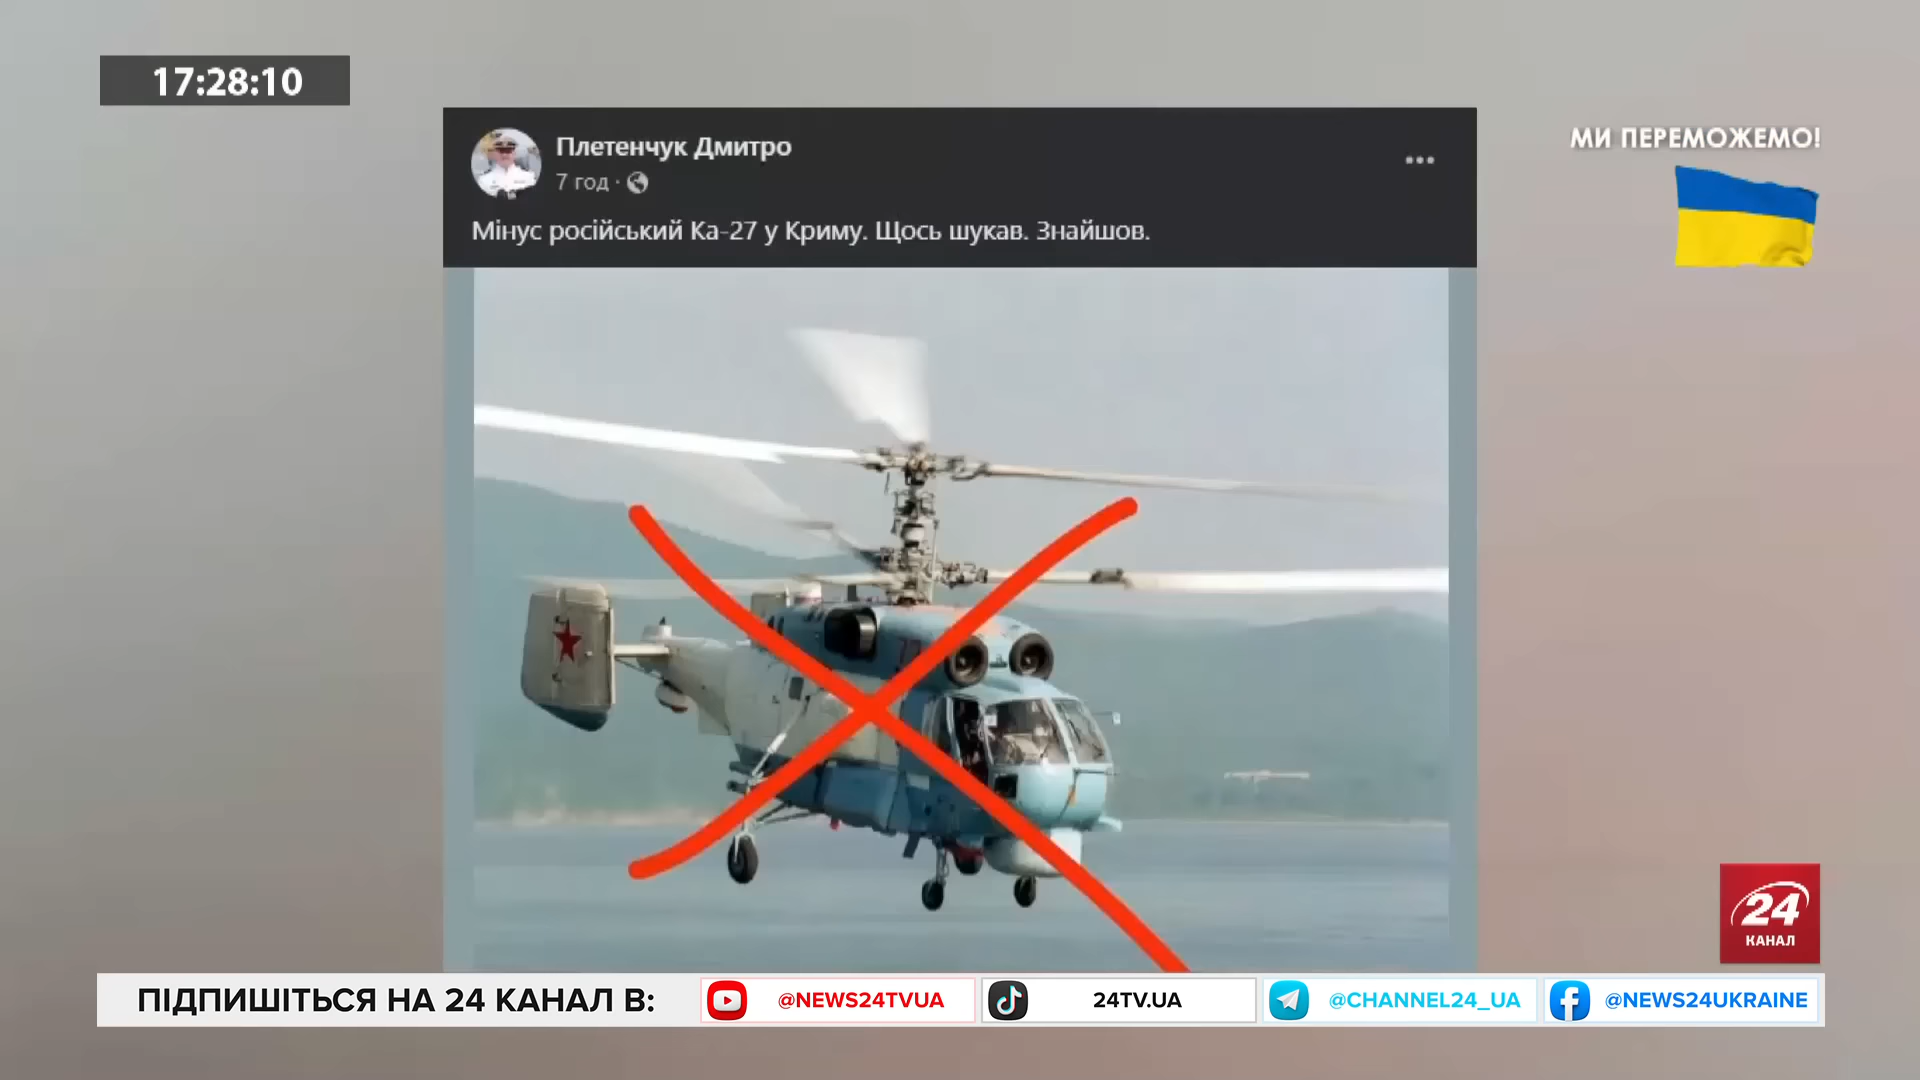 17:28:10
Плетенчук Дмитро
7 год ·
Мінус російський Ка-27 у Криму. Щось шукав. Знайшов.
МИ ПЕРЕМОЖЕМО!
24
КАНАЛ
ПІДПИШІТЬСЯ НА 24 КАНАЛ В:
@NEWS24TVUA
24TV.UA
@CHANNEL24_UA
@NEWS24UKRAINE